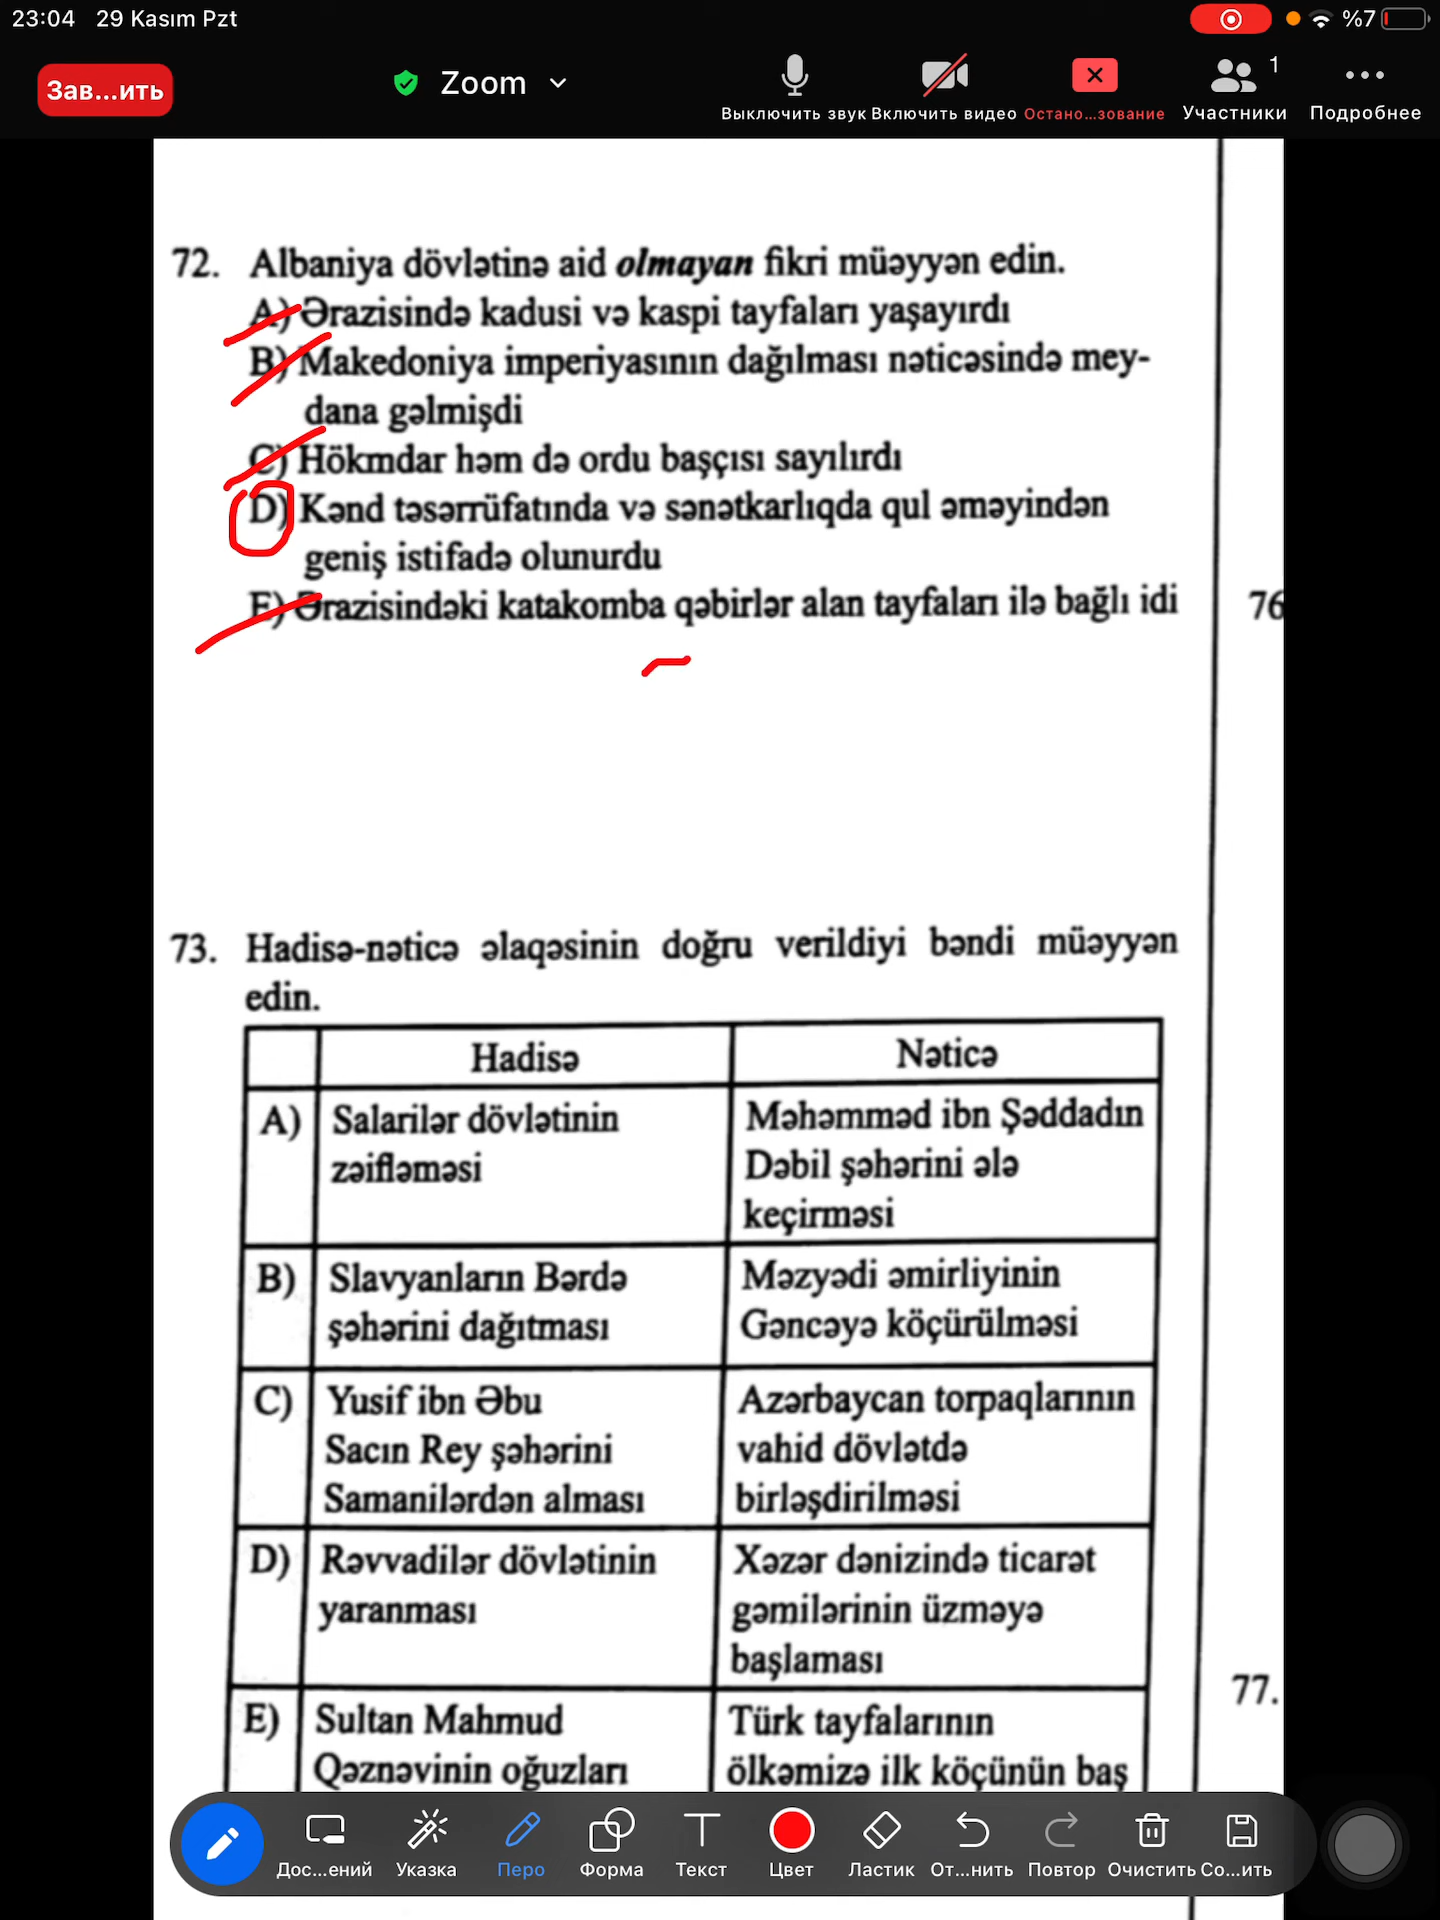 23:04 29 Kasım Pzt
%7
Зав...ить
Zoom
Выключить звук
Включить видео
Остано...зование
Участники
1
Подробнее
72. Albaniya dövlətinə aid olmayan fikri müəyyən edin.
A) Ərazisində kadusi və kaspi tayfaları yaşayırdı
B) Makedoniya imperiyasının dağılması nəticəsində mey-
dana gəlmişdi
C) Hökmdar həm də ordu başçısı sayılırdı
D) Kənd təsərrüfatında və sənətkarlıqda qul əməyindən
geniş istifadə olunurdu
E) Ərazisindəki katakomba qəbirlər alan tayfaları ilə bağlı idi
76
73. Hadisə-nəticə əlaqəsinin doğru verildiyi bəndi müəyyən
edin.
Hadisə
Nəticə
A) Salarilər dövlətinin
zəifləməsi
Məhəmməd ibn Şəddadın
Dəbil şəhərini ələ
keçirməsi
B) Slavyanların Bərdə
şəhərini dağıtması
Məzyədi əmirliyinin
Gəncəyə köçürülməsi
C) Yusif ibn Əbu
Sacın Rey şəhərini
Samanilərdən alması
Azərbaycan torpaqlarının
vahid dövlətdə
birləşdirilməsi
D) Rəvvadilər dövlətinin
yaranması
Xəzər dənizində ticarət
gəmilərinin üzməyə
başlaması
77.
E) Sultan Mahmud
Qəznəvinin oğuzları
Türk tayfalarının
ölkəmizə ilk köçünün baş
Дос...ений
Указка
Перо
Форма
Текст
Цвет
Ластик
От...нить
Повтор
Очистить
Со...ить